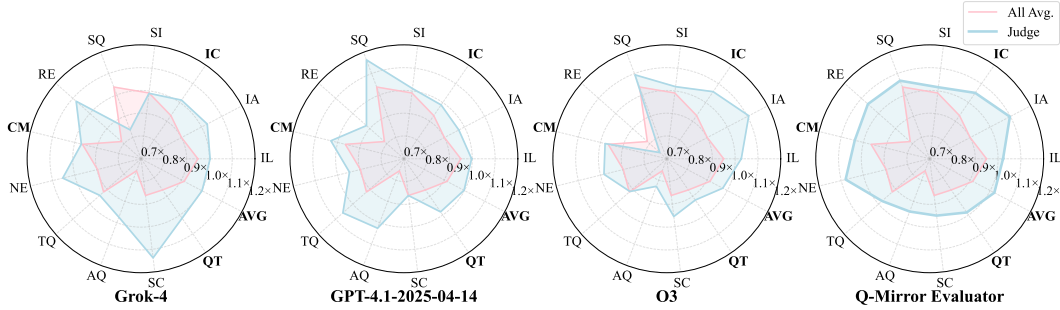 All Avg.
Judge
IL
IA
IC
SI
SQ
RE
CM
NE
TQ
AQ
SC
QT
AVG
0.7×
0.8×
0.9×
1.0×
1.1×
1.2×
Grok-4
IL
IA
IC
SI
SQ
RE
CM
NE
TQ
AQ
SC
QT
AVG
0.7×
0.8×
0.9×
1.0×
1.1×
1.2×
GPT-4.1-2025-04-14
IL
IA
IC
SI
SQ
RE
CM
NE
TQ
AQ
SC
QT
AVG
0.7×
0.8×
0.9×
1.0×
1.1×
1.2×
O3
IL
IA
IC
SI
SQ
RE
CM
NE
TQ
AQ
SC
QT
AVG
0.7×
0.8×
0.9×
1.0×
1.1×
1.2×
Q-Mirror Evaluator